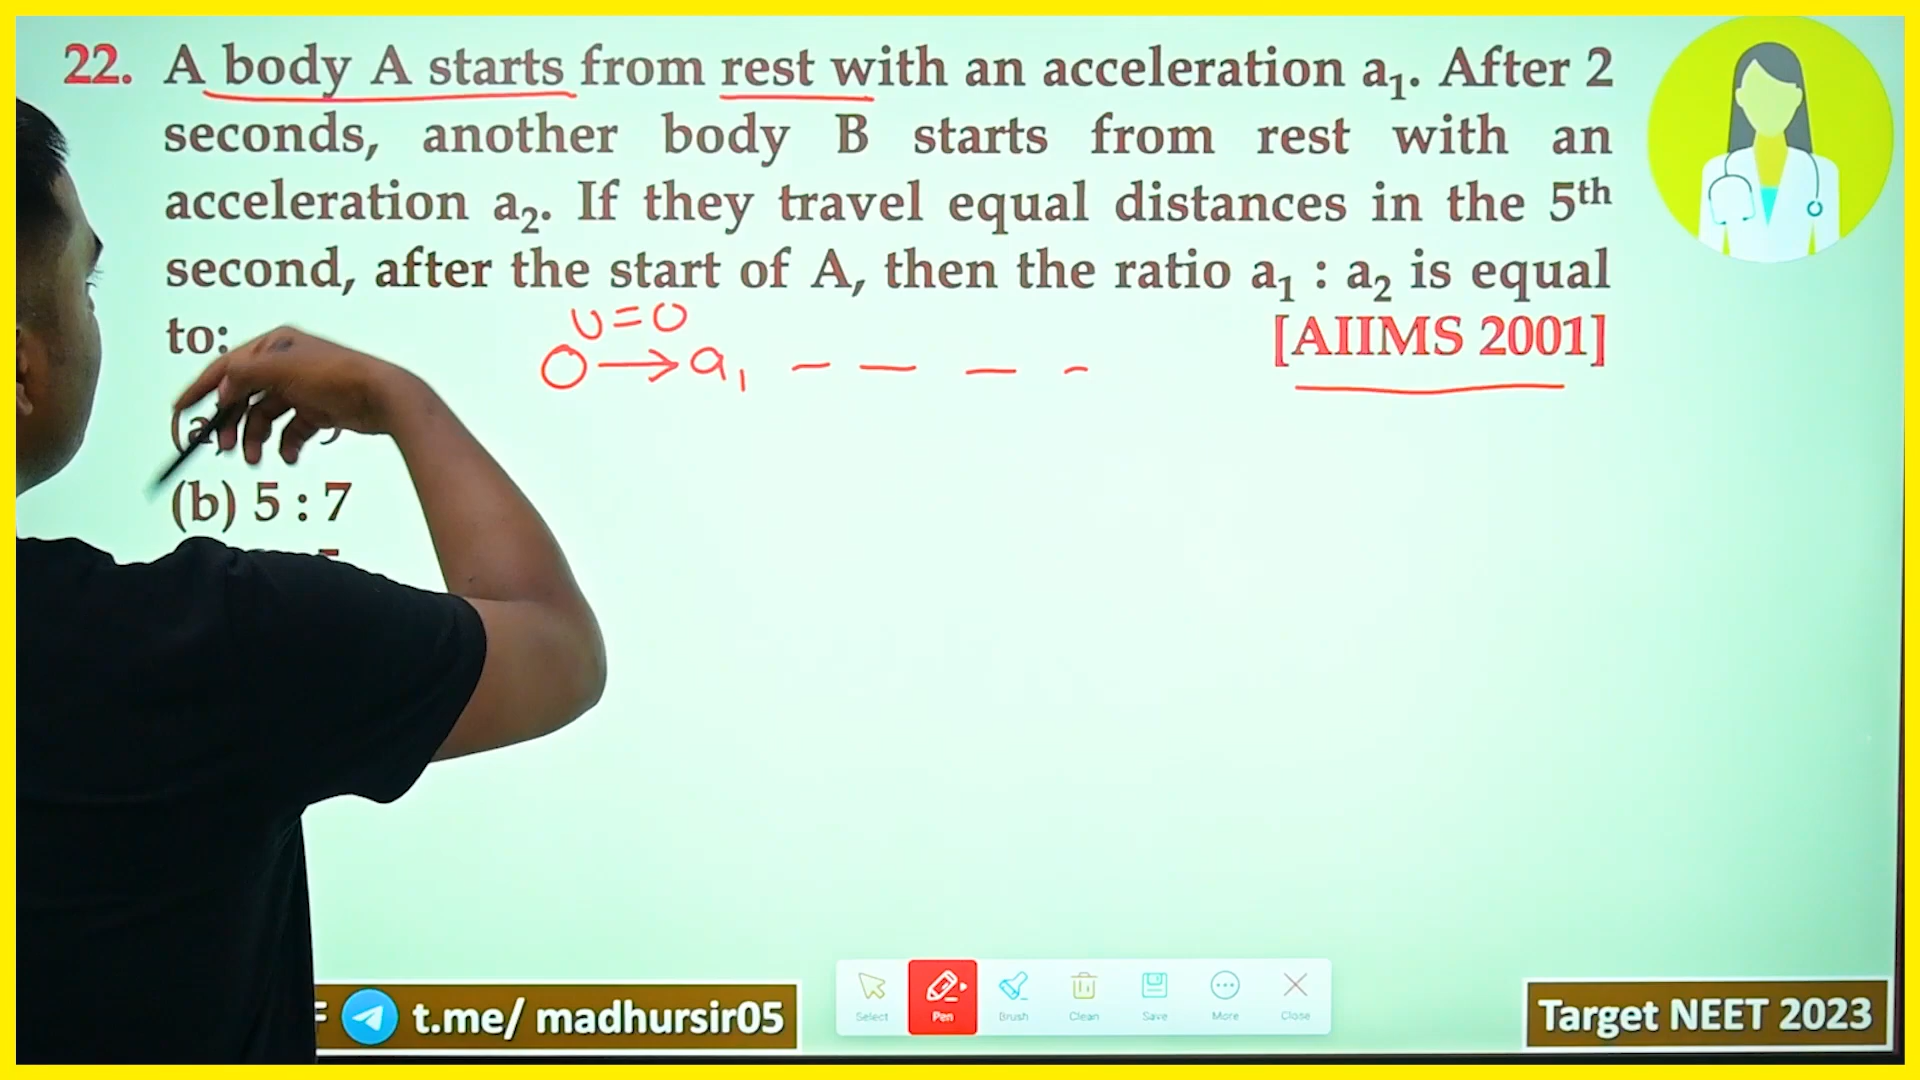 22. A body A starts from rest with an acceleration a₁. After 2
seconds, another body B starts from rest with an
acceleration a₂. If they travel equal distances in the 5th
second, after the start of A, then the ratio a₁ : a₂ is equal
to:
[AIIMS 2001]
u=0
a₁
(a)
(b) 5 : 7
Select Pen Brush Clean Save More Close
t.me/ madhursir05
Target NEET 2023